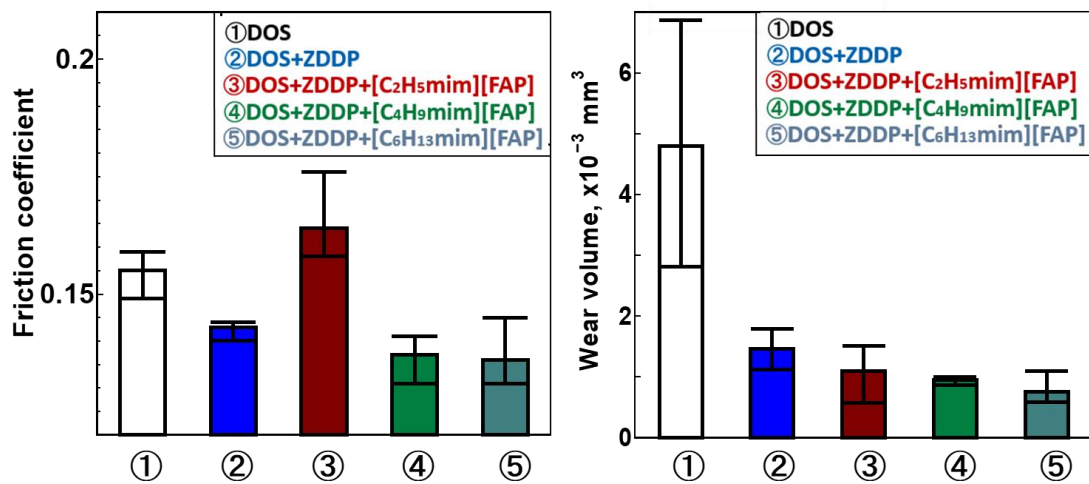 Friction coefficient
0.2
0.15
①DOS
②DOS+ZDDP
③DOS+ZDDP+[C₂H₅mim][FAP]
④DOS+ZDDP+[C₄H₉mim][FAP]
⑤DOS+ZDDP+[C₆H₁₃mim][FAP]
① ② ③ ④ ⑤
Wear volume, x10⁻³ mm³
6
4
2
0
①DOS
②DOS+ZDDP
③DOS+ZDDP+[C₂H₅mim][FAP]
④DOS+ZDDP+[C₄H₉mim][FAP]
⑤DOS+ZDDP+[C₆H₁₃mim][FAP]
① ② ③ ④ ⑤